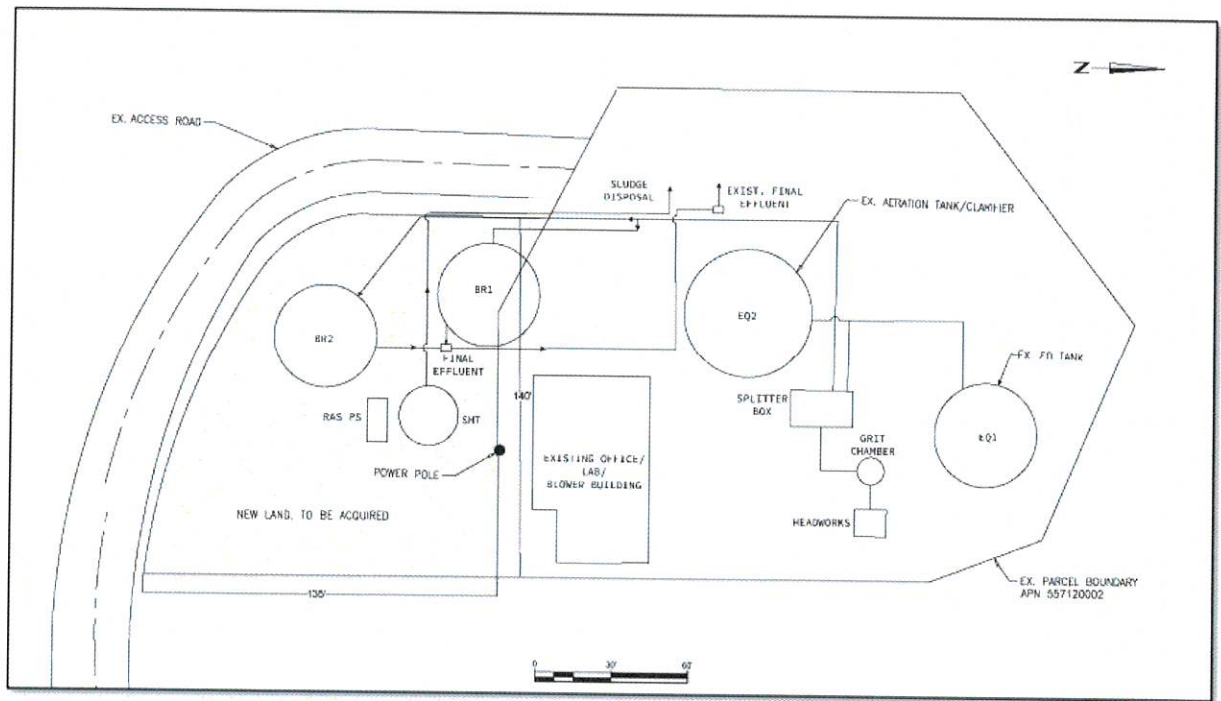 N
EX. ACCESS ROAD
SLUDGE
DISPOSAL
EXIST. FINAL
EFFLUENT
EX. AERATION TANK/CLARIFIER
BR1
EQ2
BR2
FINAL
EFFLUENT
EX. EQ TANK
140'
SPLITTER
BOX
RAS PS
SHT
GRIT
CHAMBER
EQ1
EXISTING OFFICE/
LAB/
BLOWER BUILDING
POWER POLE
NEW LAND, TO BE ACQUIRED
HEADWORKS
EX. PARCEL BOUNDARY
APN 557120002
0
30'
60'